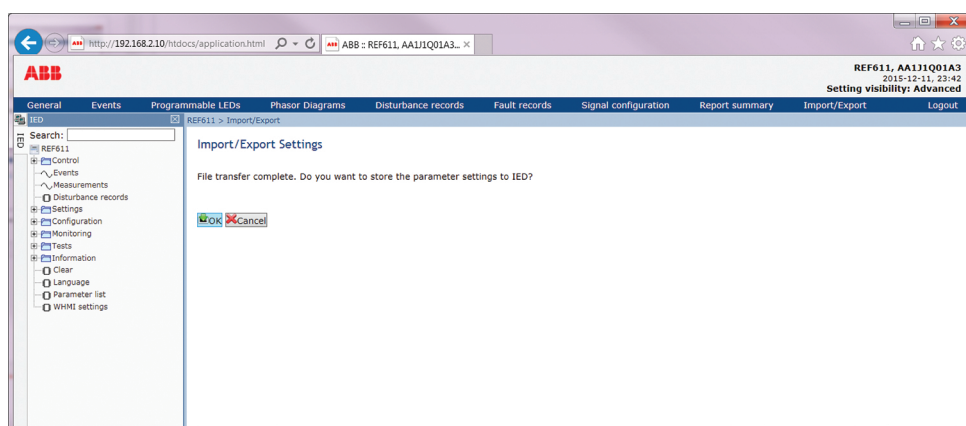 http://192.168.2.10/htdocs/application.html
ABB :: REF611, AA1J1Q01A3...
ABB
REF611, AA1J1Q01A3
2015-12-11, 23:42
Setting visibility: Advanced
General Events Programmable LEDs Phasor Diagrams Disturbance records Fault records Signal configuration Report summary Import/Export Logout
IED
REF611 > Import/Export
IED
Search:
REF611
Control
Events
Measurements
Disturbance records
Settings
Configuration
Monitoring
Tests
Information
Clear
Language
Parameter list
WHMI settings
Import/Export Settings
File transfer complete. Do you want to store the parameter settings to IED?
OK Cancel